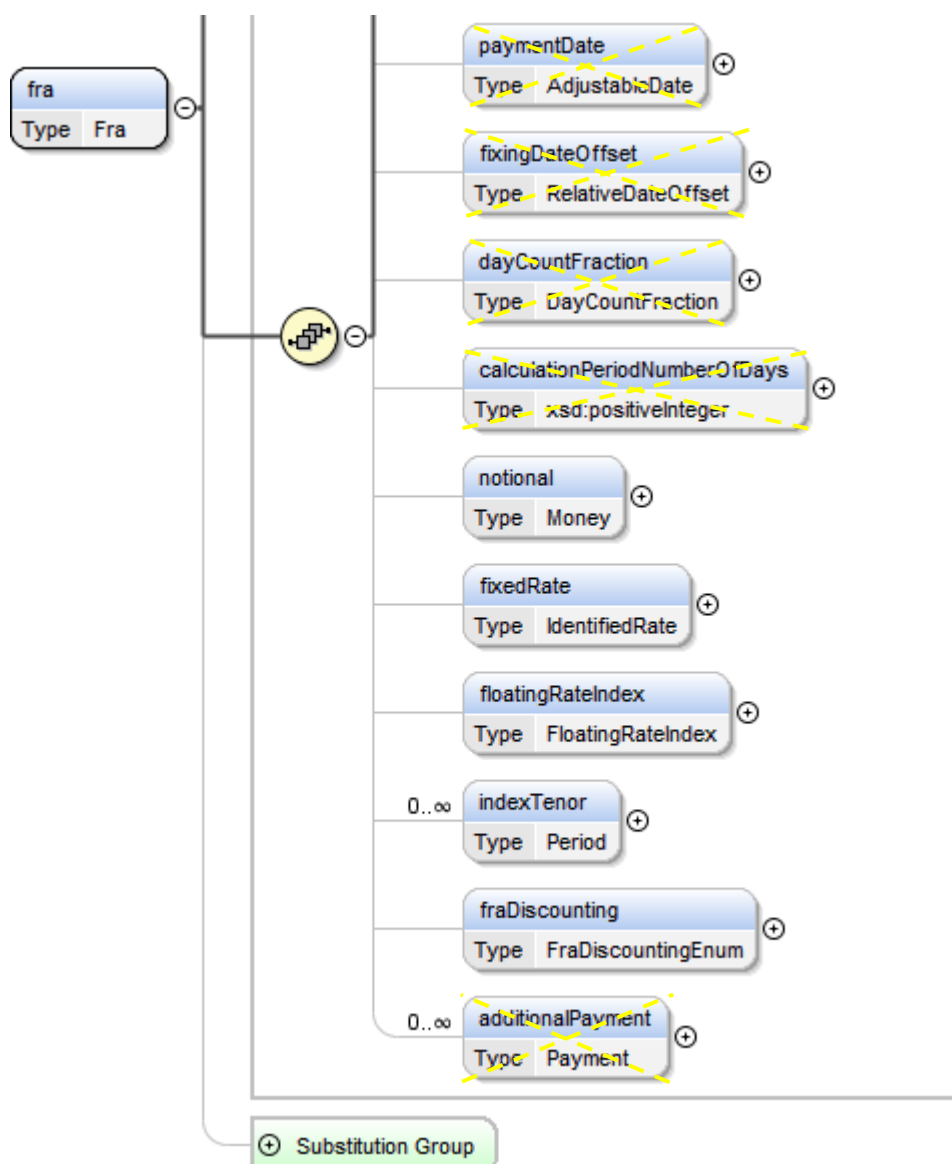 fra
Type Fra
paymentDate
Type AdjustableDate
fixingDateOffset
Type RelativeDateOffset
dayCountFraction
Type DayCountFraction
calculationPeriodNumberOfDays
Type xsd:positiveInteger
notional
Type Money
fixedRate
Type IdentifiedRate
floatingRateIndex
Type FloatingRateIndex
0..∞
indexTenor
Type Period
fraDiscounting
Type FraDiscountingEnum
0..∞
additionalPayment
Type Payment
Substitution Group